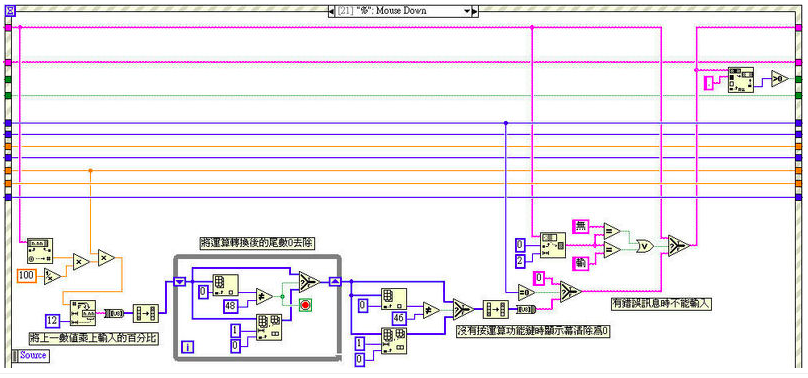 [21] "%": Mouse Down
>0
將運算轉換後的尾數0去除
無
0
2
=
=
V
100
x
x
0
≠
48
0
=0
0
46
≠
有錯誤訊息時不能輸入
12
[U8]
1
0
1
0
沒有按運算功能鍵時顯示幕清除為0
將上一數值乘上輸入的百分比
i
Source